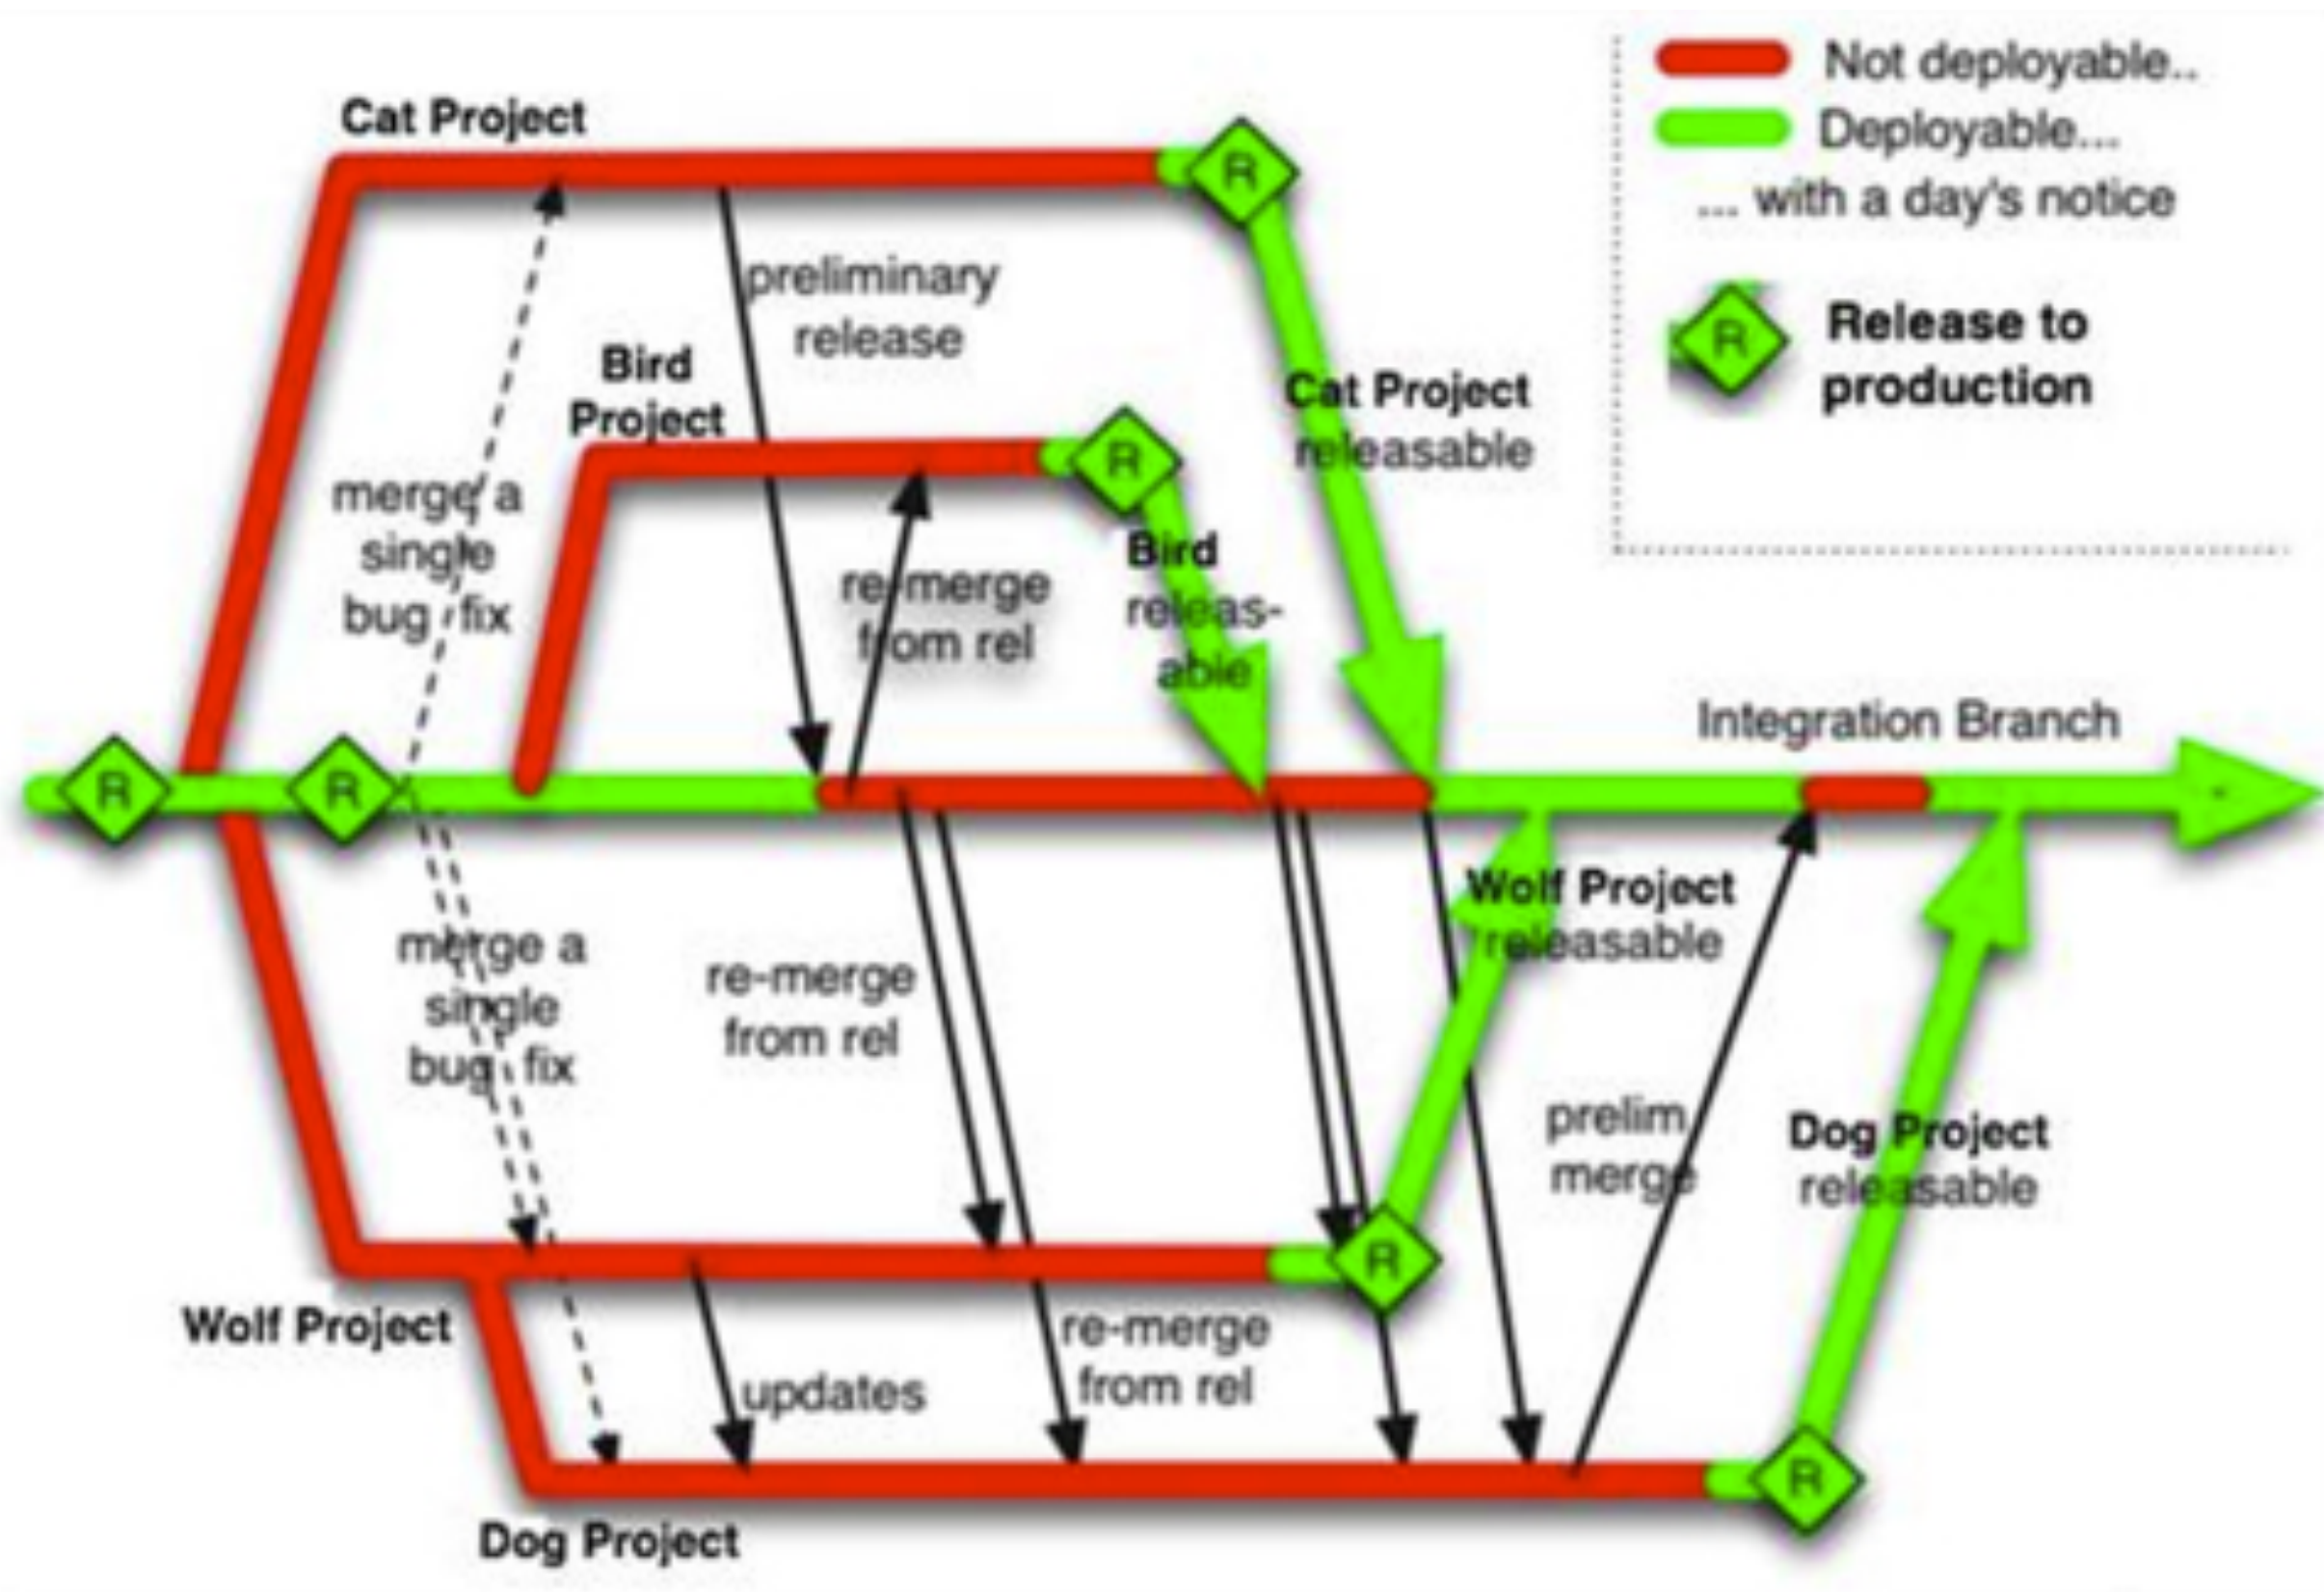 Cat Project
R
preliminary
release
Bird
Project
R
Cat Project
releasable
merge a
single
bug fix
re-merge
from rel
Bird
releas-
able
Not deployable..
Deployable...
... with a day's notice
R
Release to
production
Integration Branch
R
R
merge a
single
bug fix
re-merge
from rel
Wolf Project
releasable
prelim
merge
Dog Project
releasable
R
Wolf Project
updates
re-merge
from rel
R
Dog Project